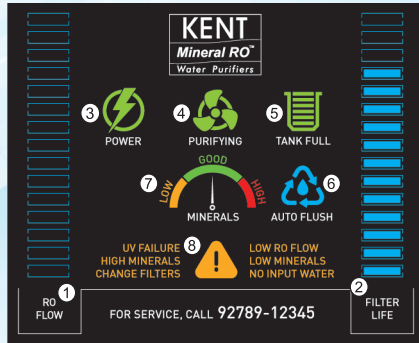 KENT
Mineral RO™
Water Purifiers
3
POWER
4
PURIFYING
5
TANK FULL
7
LOW
GOOD
HIGH
MINERALS
6
AUTO FLUSH
8
UV FAILURE
HIGH MINERALS
CHANGE FILTERS
LOW RO FLOW
LOW MINERALS
NO INPUT WATER
1
RO
FLOW
FOR SERVICE, CALL 92789-12345
2
FILTER
LIFE